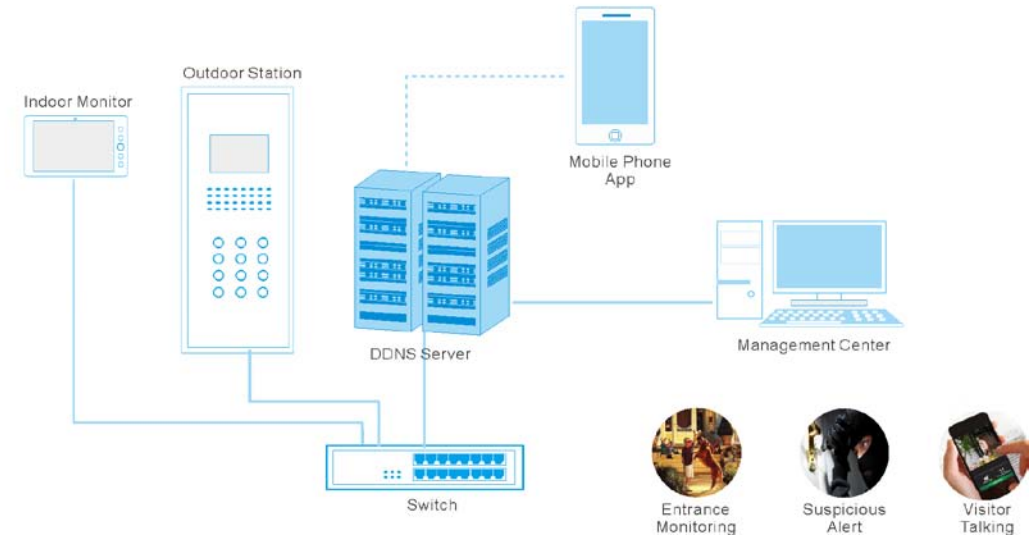 Outdoor Station
Indoor Monitor
Mobile Phone
App
DDNS Server
Management Center
Switch
Entrance
Monitoring
Suspicious
Alert
Visitor
Talking